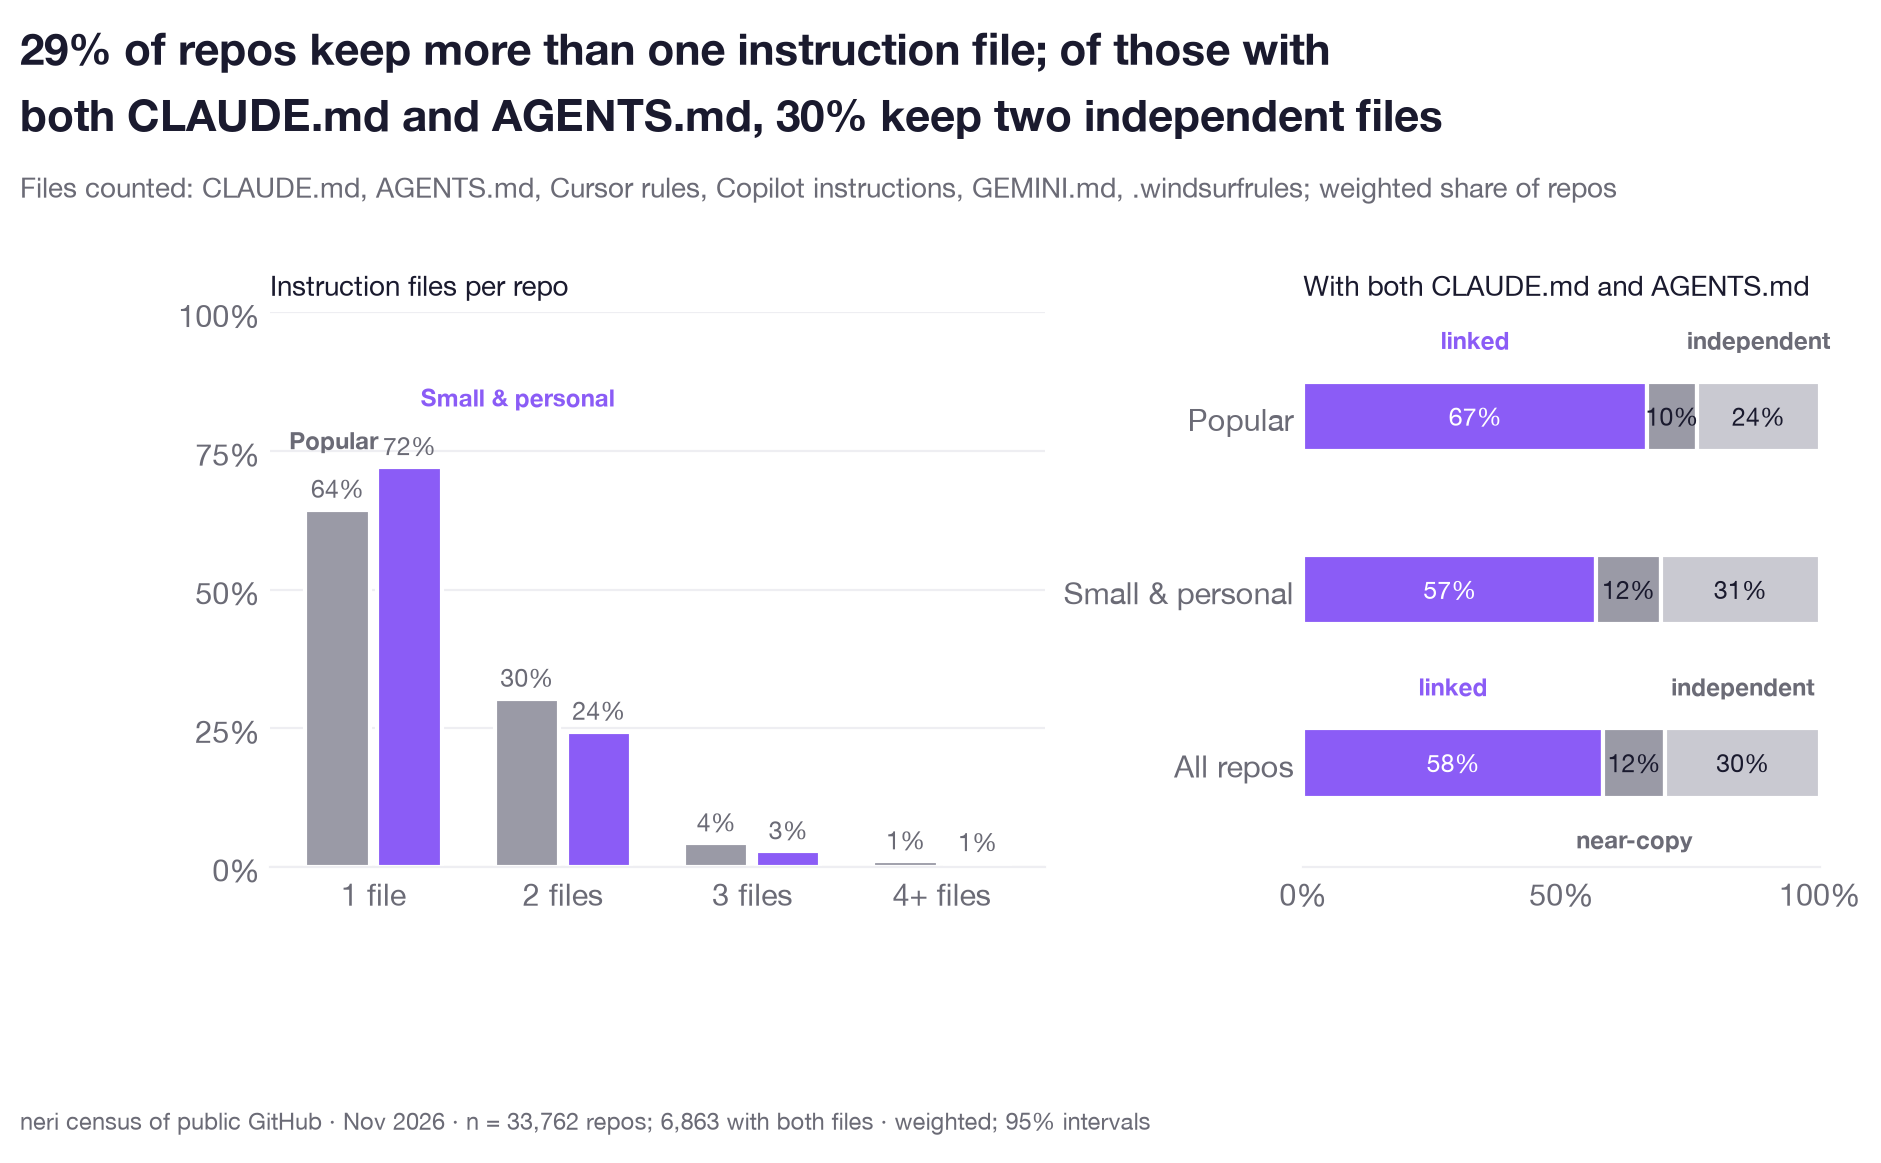 29% of repos keep more than one instruction file; of those with
both CLAUDE.md and AGENTS.md, 30% keep two independent files
Files counted: CLAUDE.md, AGENTS.md, Cursor rules, Copilot instructions, GEMINI.md, .windsurfrules; weighted share of repos
Instruction files per repo
100%
75%
50%
25%
0%
Small & personal
Popular
64%
72%
30%
24%
4%
3%
1%
1%
1 file
2 files
3 files
4+ files
With both CLAUDE.md and AGENTS.md
linked
independent
Popular
67%
10%
24%
Small & personal
57%
12%
31%
linked
independent
All repos
58%
12%
30%
near-copy
0%
50%
100%
neri census of public GitHub · Nov 2026 · n = 33,762 repos; 6,863 with both files · weighted; 95% intervals